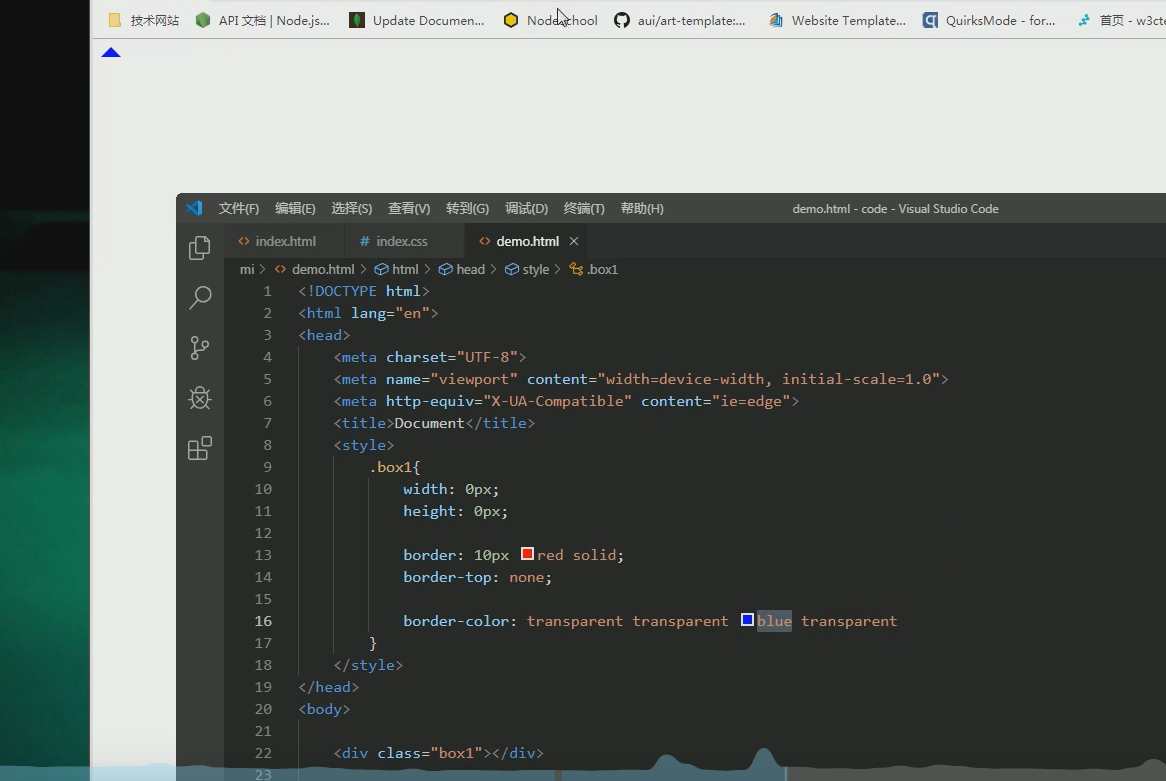 技术网站 API 文档 | Node.js... Update Documen... NodeSchool aui/art-template:... Website Template... QuirksMode - for... 首页 - w3cte
文件(F) 编辑(E) 选择(S) 查看(V) 转到(G) 调试(D) 终端(T) 帮助(H) demo.html - code - Visual Studio Code
index.html # index.css demo.html
mi > demo.html > html > head > style > .box1
1 <!DOCTYPE html>
2 <html lang="en">
3 <head>
4 <meta charset="UTF-8">
5 <meta name="viewport" content="width=device-width, initial-scale=1.0">
6 <meta http-equiv="X-UA-Compatible" content="ie=edge">
7 <title>Document</title>
8 <style>
9 .box1{
10 width: 0px;
11 height: 0px;
12
13 border: 10px red solid;
14 border-top: none;
15
16 border-color: transparent transparent blue transparent
17 }
18 </style>
19 </head>
20 <body>
21
22 <div class="box1"></div>
23